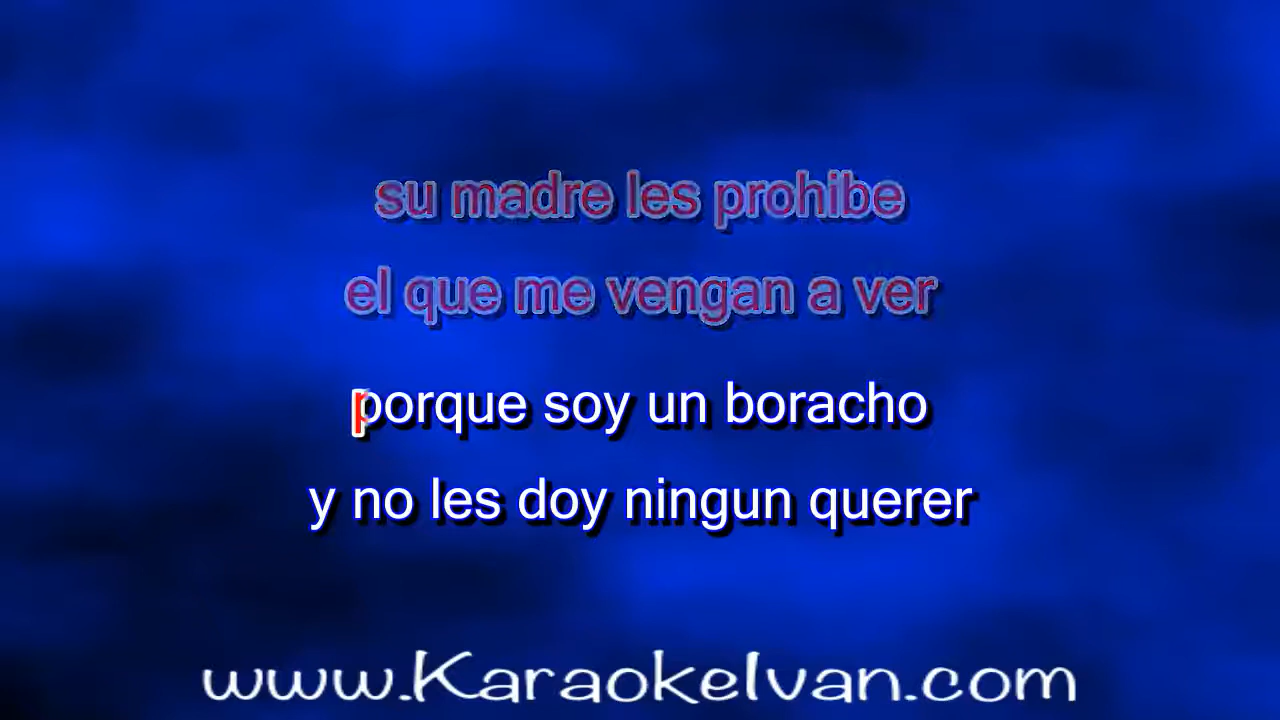 su madre les prohibe
el que me vengan a ver
porque soy un boracho
y no les doy ningun querer
www.KaraokeIvan.com